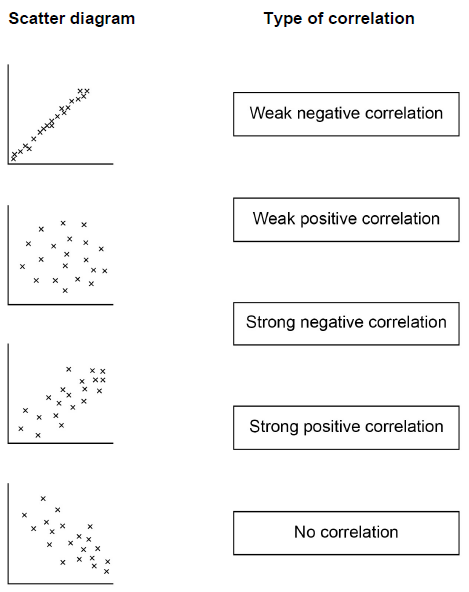 Scatter diagram
Type of correlation
Weak negative correlation
Weak positive correlation
Strong negative correlation
Strong positive correlation
No correlation